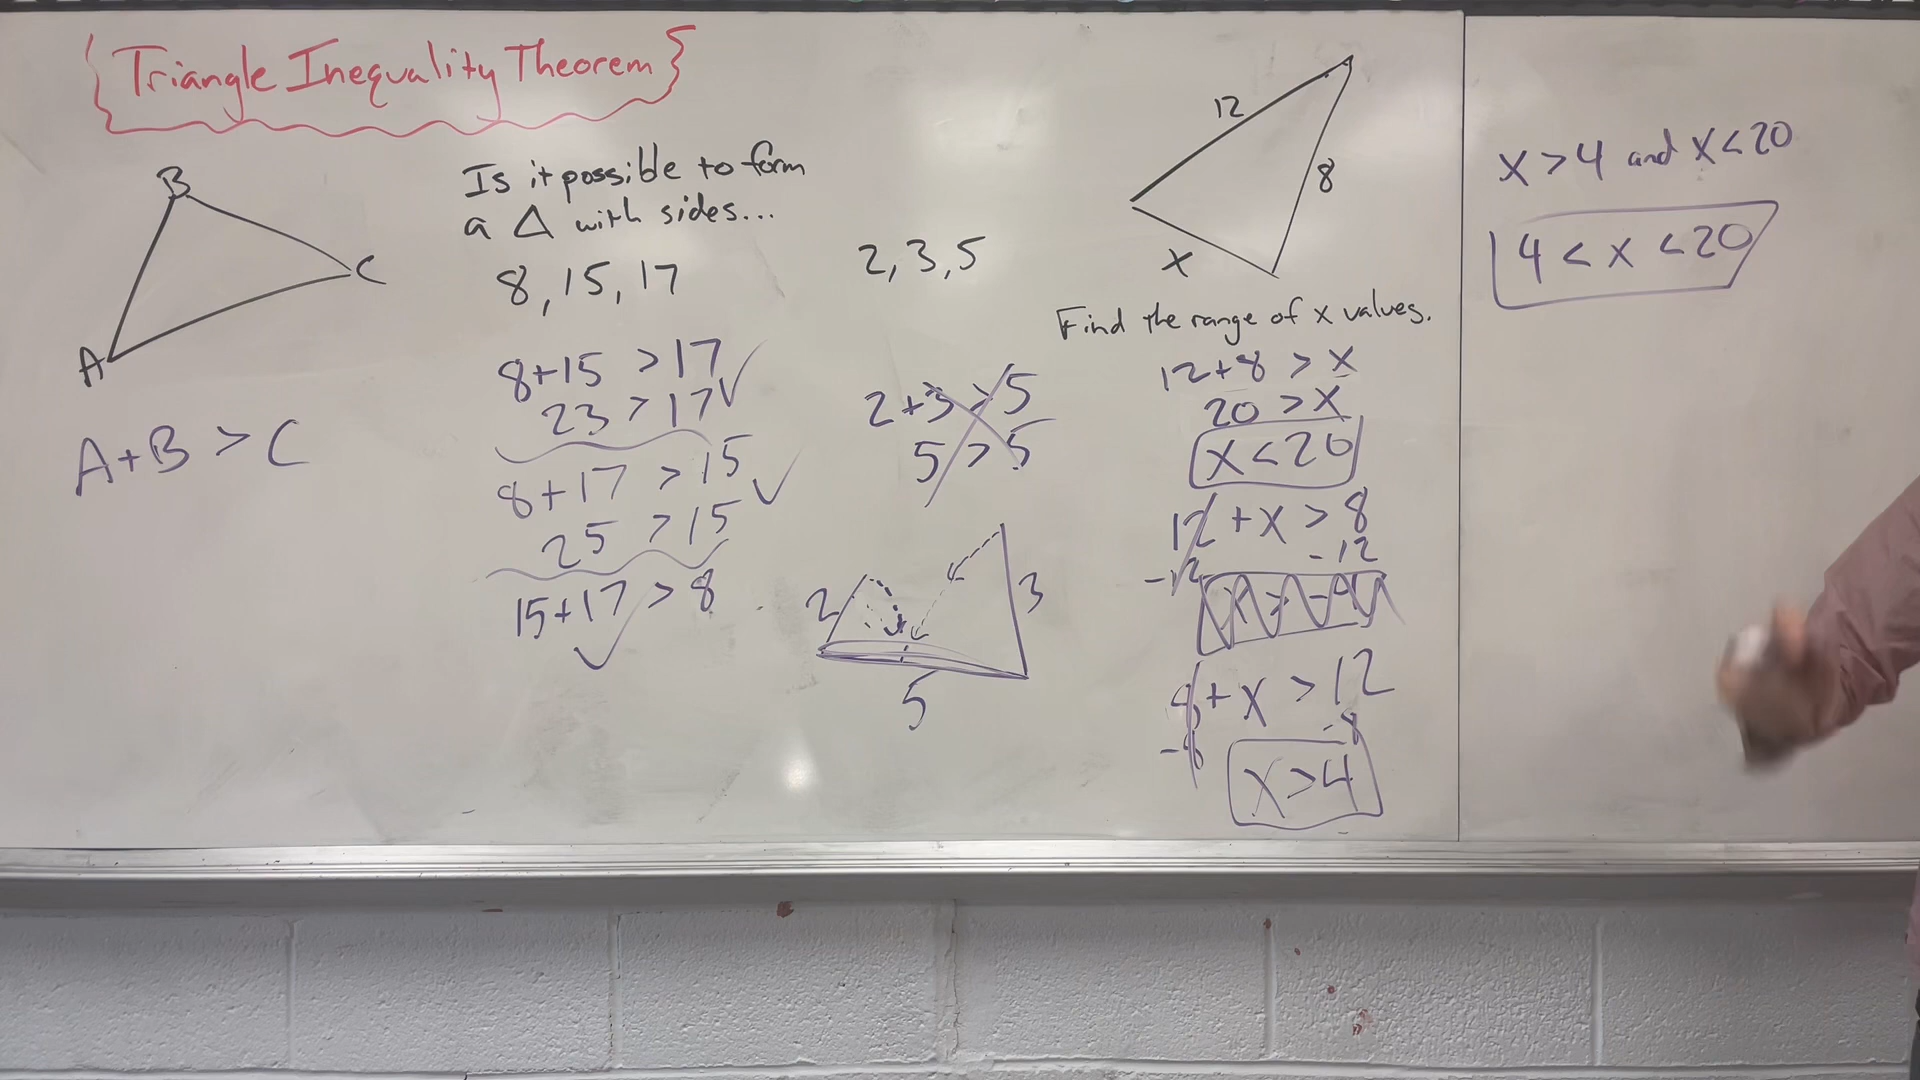 Triangle Inequality Theorem
B
C
A
A+B > C
Is it possible to form
a △ with sides...
8, 15, 17
8+15 > 17 ✓
23 > 17
8+17 > 15 ✓
25 > 15
15+17 > 8
✓
2, 3, 5
2+3 > 5
5 > 5
2
3
5
12
8
x
Find the range of x values.
12+8 > x
20 > x
x < 20
12 + x > 8
-12 -12
8 + x > 12
-8 -8
x > 4
x > 4 and x < 20
4 < x < 20